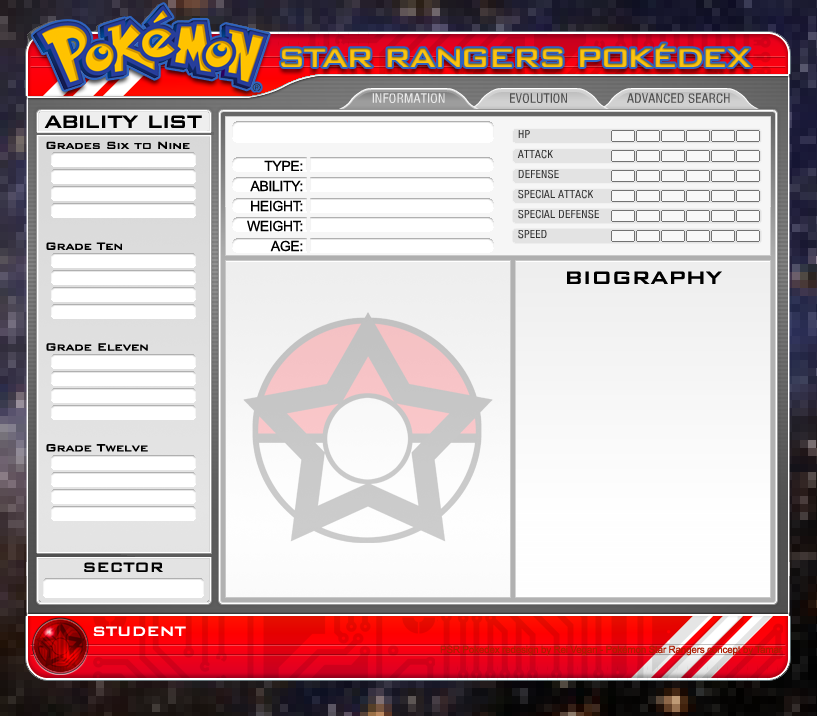 POKéMON
STAR RANGERS POKéDEX
INFORMATION
EVOLUTION
ADVANCED SEARCH
ABILITY LIST
GRADES SIX TO NINE
GRADE TEN
GRADE ELEVEN
GRADE TWELVE
SECTOR
TYPE:
ABILITY:
HEIGHT:
WEIGHT:
AGE:
HP
ATTACK
DEFENSE
SPECIAL ATTACK
SPECIAL DEFENSE
SPEED
BIOGRAPHY
STUDENT
Star Rangers concept